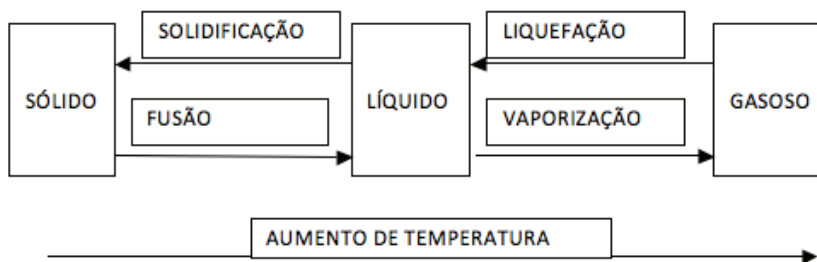 SOLIDIFICAÇÃO
LIQUEFAÇÃO
SÓLIDO
LÍQUIDO
GASOSO
FUSÃO
VAPORIZAÇÃO
AUMENTO DE TEMPERATURA